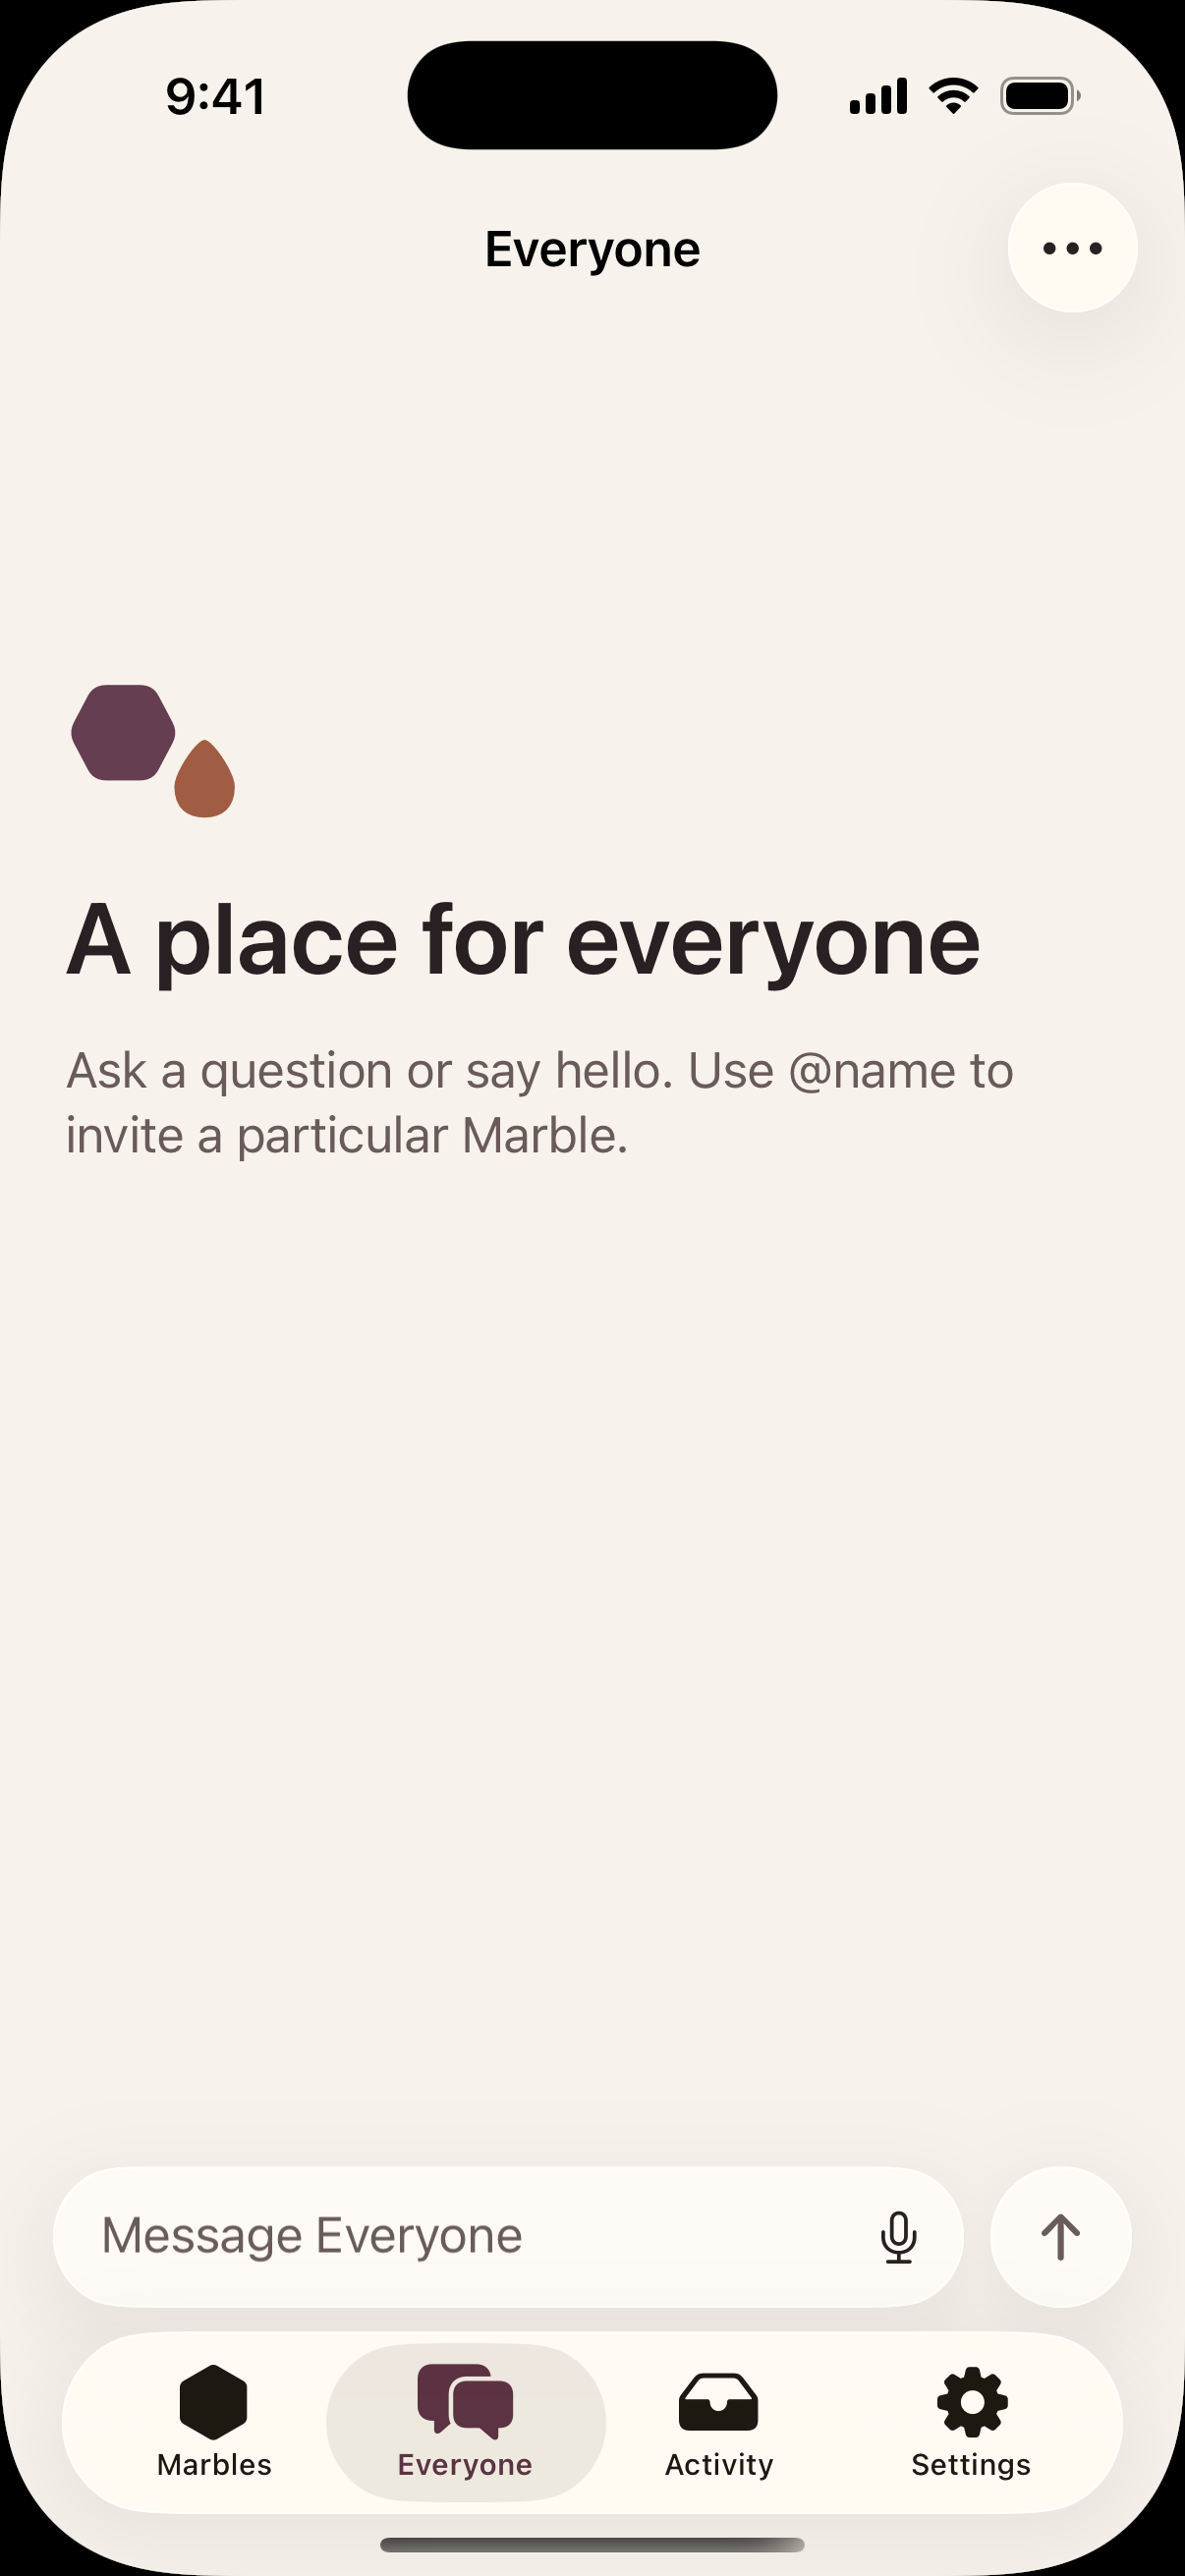 9:41
Everyone
A place for everyone
Ask a question or say hello. Use @name to
invite a particular Marble.
Message Everyone
Marbles
Everyone
Activity
Settings